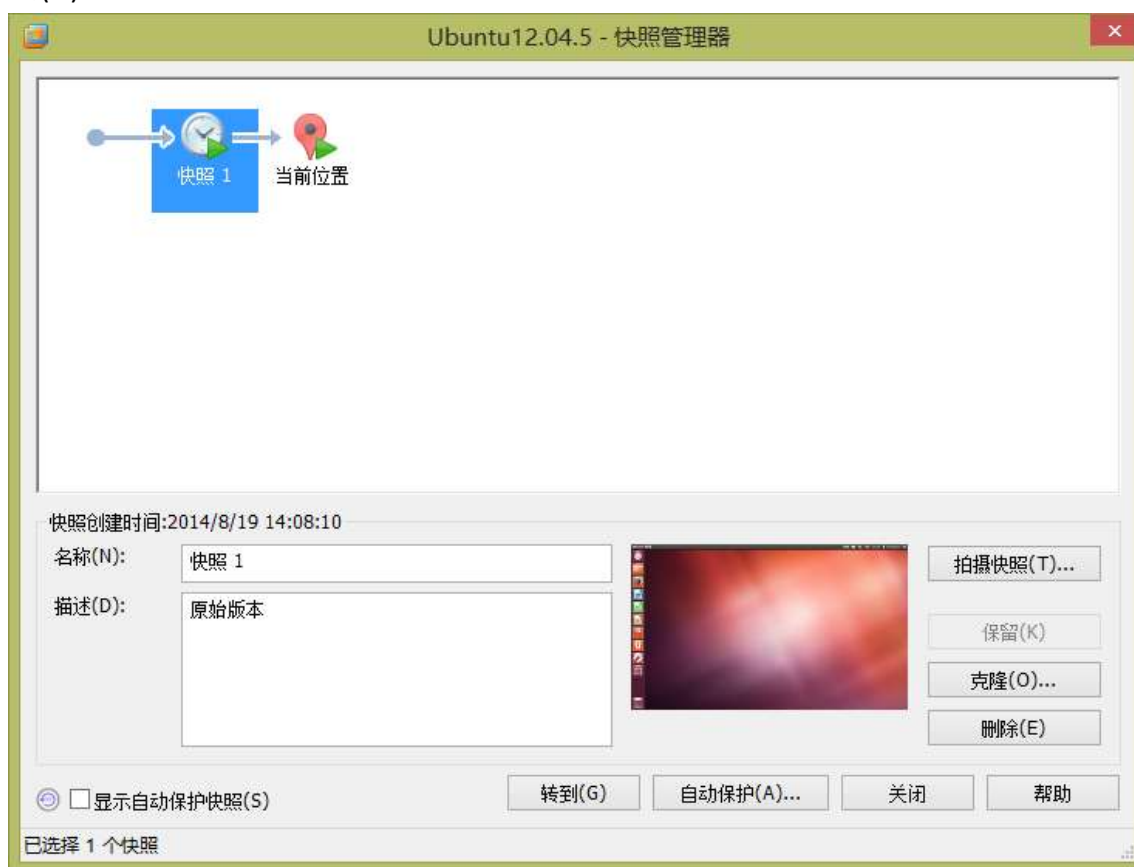 Ubuntu12.04.5 - 快照管理器
快照 1
当前位置
快照创建时间:2014/8/19 14:08:10
名称(N):
快照 1
拍摄快照(T)...
描述(D):
原始版本
保留(K)
克隆(O)...
删除(E)
显示自动保护快照(S)
转到(G)
自动保护(A)...
关闭
帮助
已选择 1 个快照